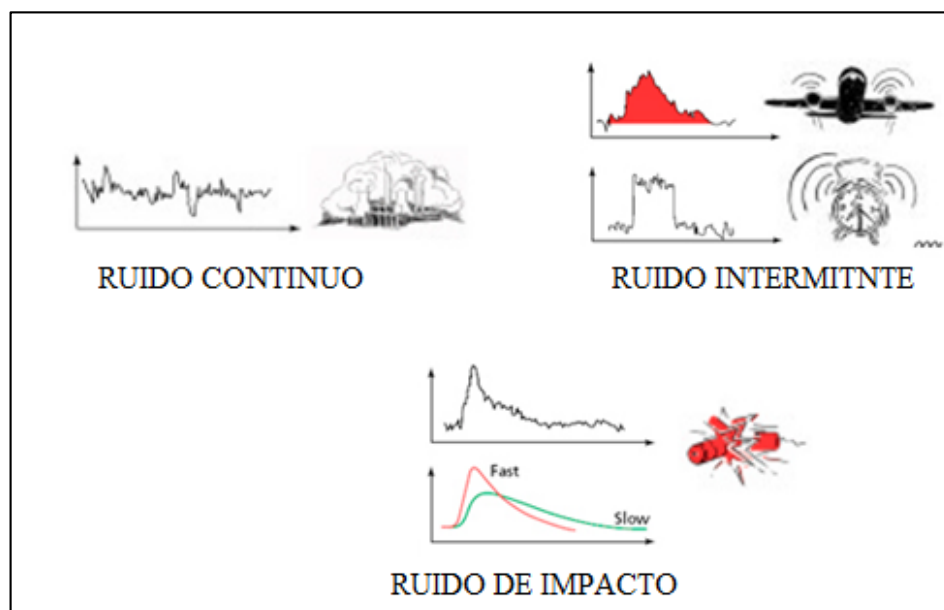 RUIDO CONTINUO
RUIDO INTERMITNTE
Fast
Slow
RUIDO DE IMPACTO